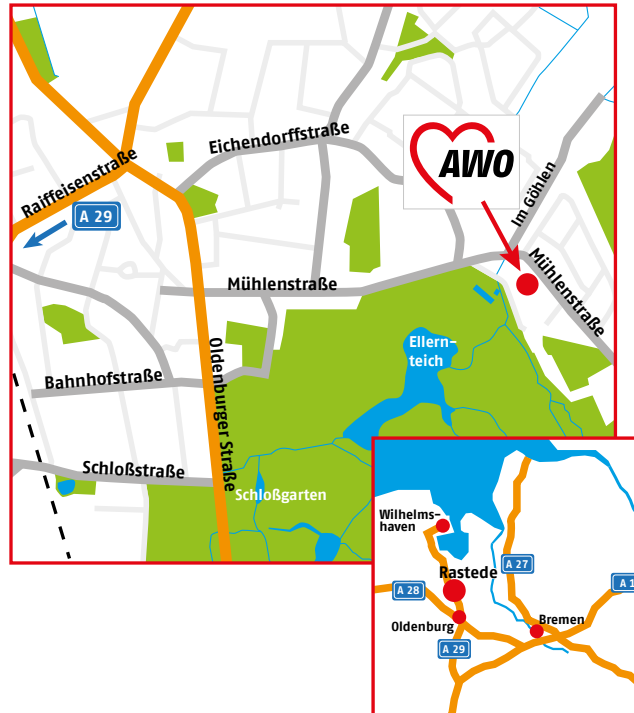 Eichendorffstraße
Raiffeisenstraße
A 29
AWO
Im Göhlen
Mühlenstraße
Mühlenstraße
Ellern-
teich
Oldenburger Straße
Bahnhofstraße
Schloßstraße
Schloßgarten
Wilhelms-
haven
A 27
Rastede
A 28
A 1
Oldenburg
Bremen
A 29